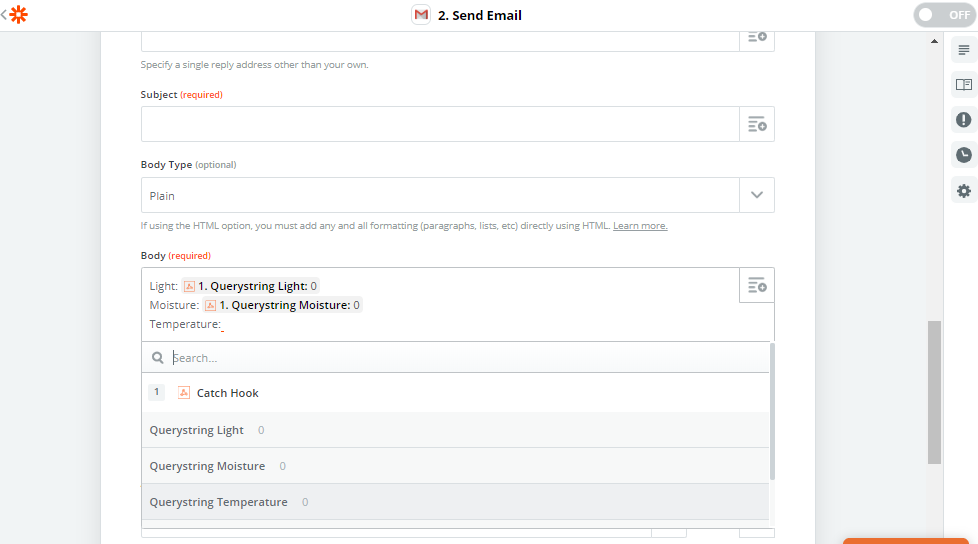 2. Send Email
OFF
Specify a single reply address other than your own.
Subject (required)
Body Type (optional)
Plain
If using the HTML option, you must add any and all formatting (paragraphs, lists, etc) directly using HTML. Learn more.
Body (required)
Light: 1. Querystring Light: 0
Moisture: 1. Querystring Moisture: 0
Temperature:
Search...
1 Catch Hook
Querystring Light 0
Querystring Moisture 0
Querystring Temperature 0